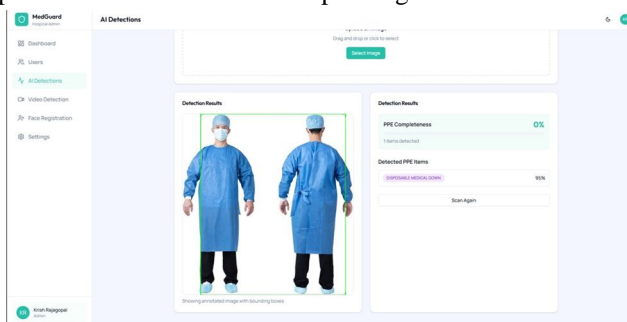 MedGuard
Hospital Admin
AI Detections
Dashboard
Users
AI Detections
Video Detection
Face Registration
Settings
Drag and drop or click to select
Select Image
Detection Results
Showing annotated image with bounding boxes
Detection Results
PPE Completeness 0%
1 items detected
Detected PPE Items
DISPOSABLE MEDICAL GOWN 95%
Scan Again
KR
Krish Rajagopal
Admin